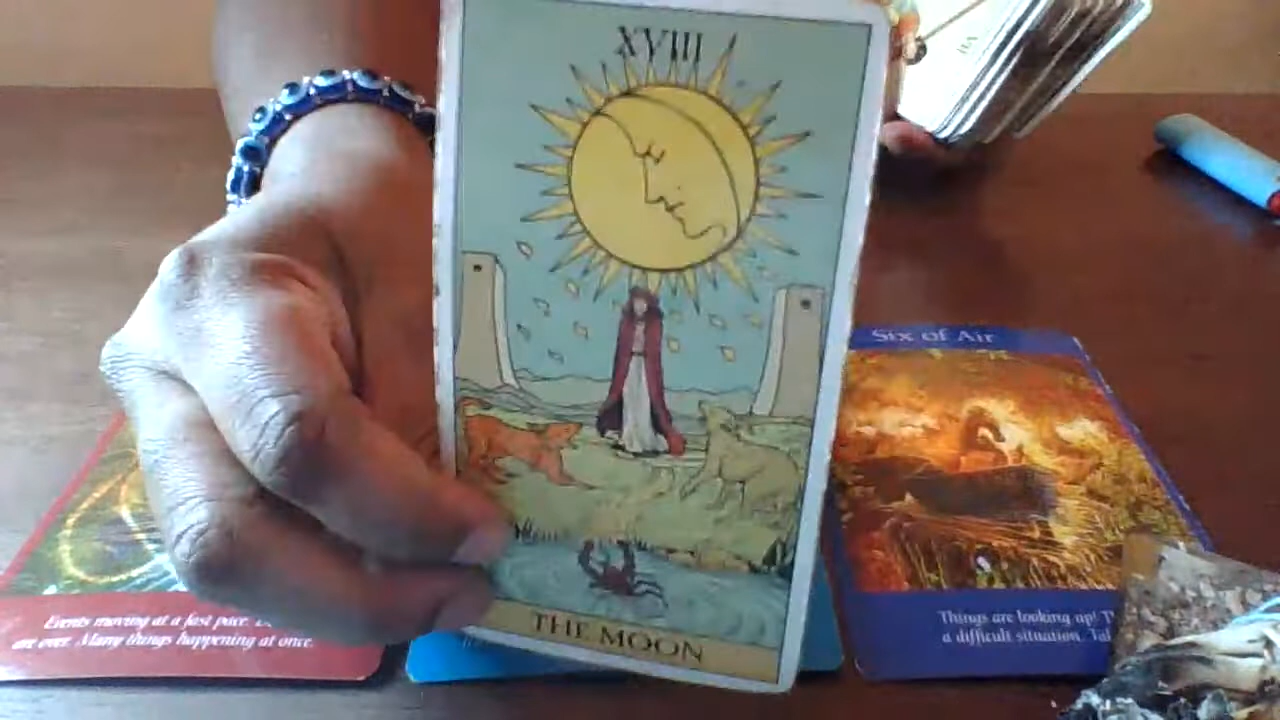 XVIII
THE MOON
Six of Air
Events moving at a fast pace.
are over. Many things happening at once.
Things are looking up!
a difficult situation.